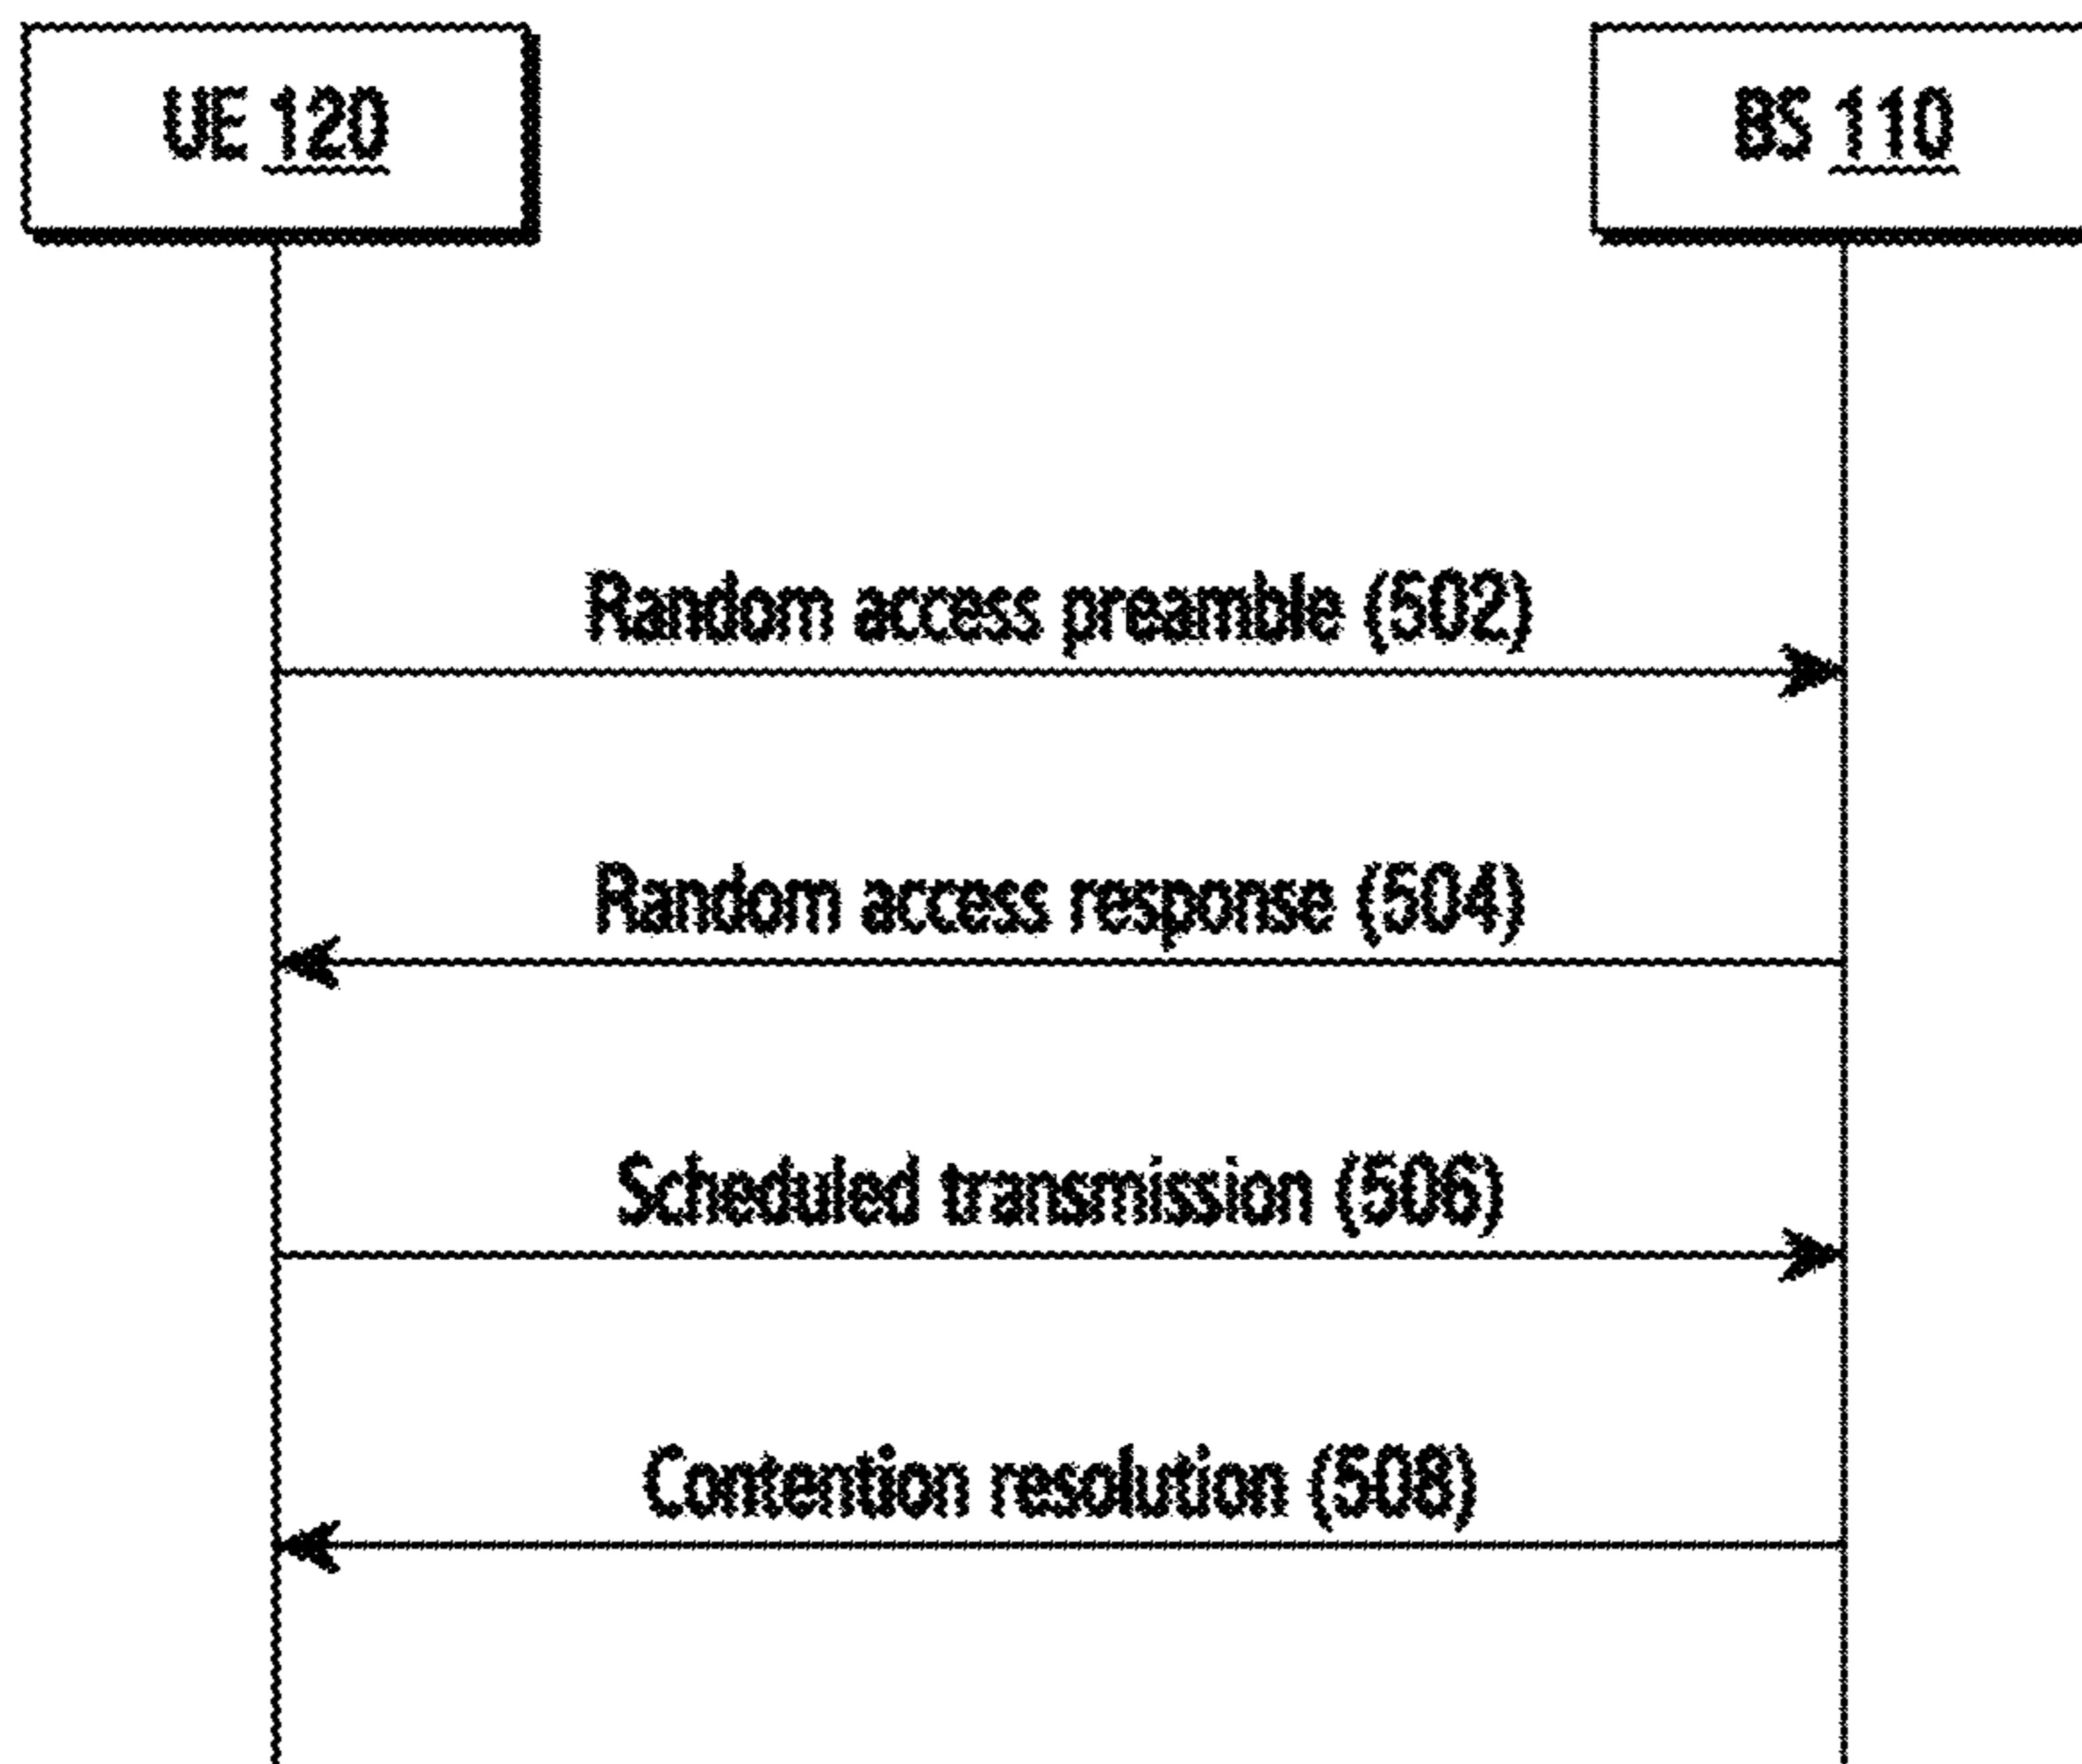 UE 120
BS 110
Random access preamble (502)
Random access response (504)
Scheduled transmission (506)
Contention resolution (508)